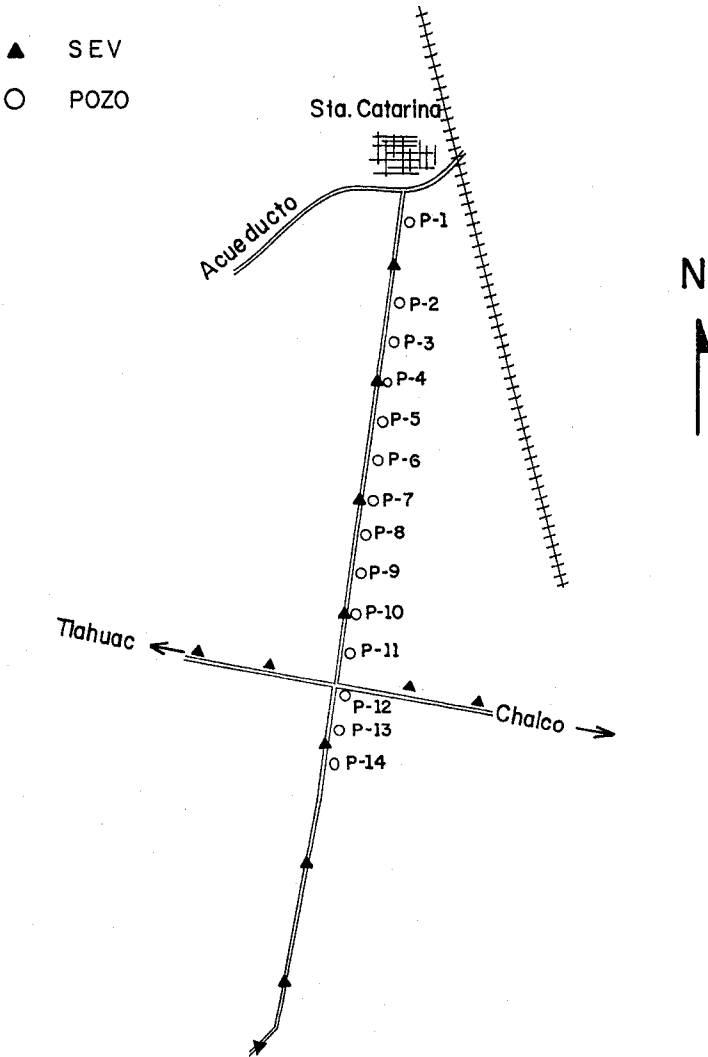 SEV
POZO
Sta. Catarina
Acueducto
P-1
P-2
P-3
P-4
P-5
P-6
P-7
P-8
P-9
P-10
P-11
Tlahuac
P-12
Chalco
P-13
P-14
N